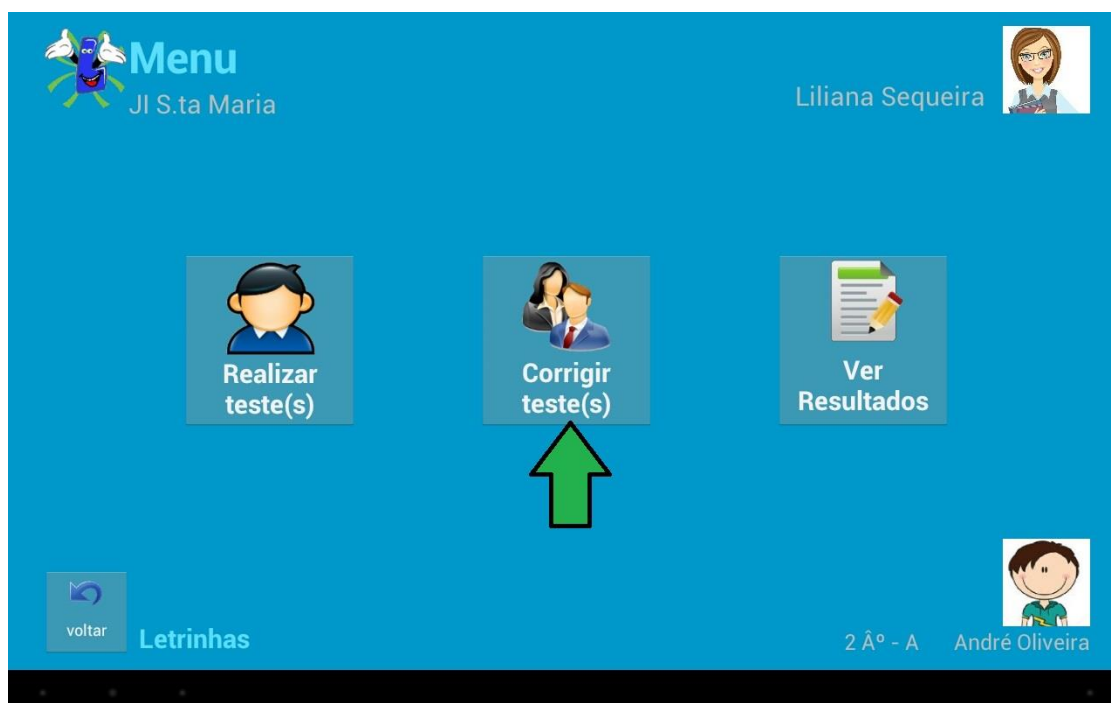 Menu
JI S.ta Maria
Liliana Sequeira
Realizar
teste(s)
Corrigir
teste(s)
Ver
Resultados
voltar
Letrinhas
2 Âº - A
André Oliveira